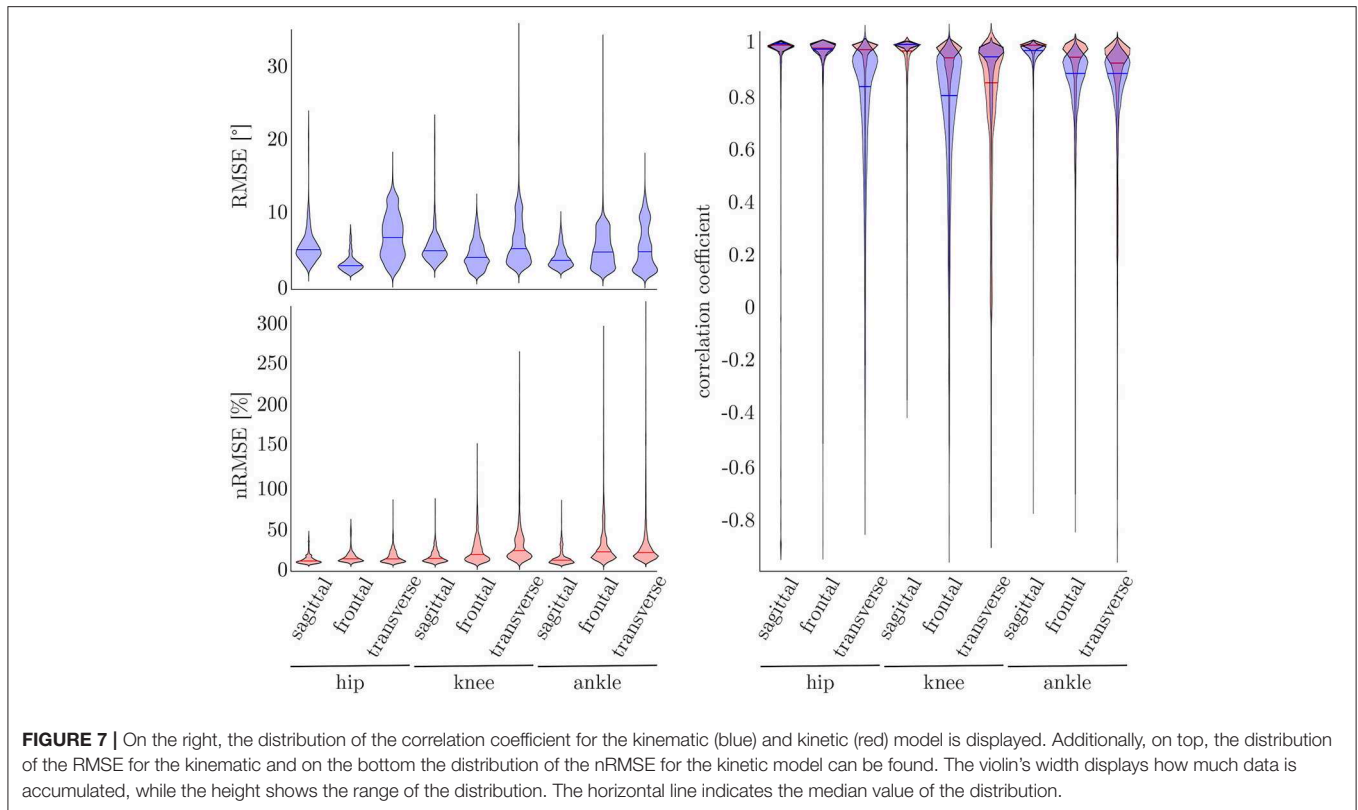 RMSE [°]
30
20
10
0
nRMSE [%]
300
250
200
150
100
50
0
sagittal
frontal
transverse
sagittal
frontal
transverse
sagittal
frontal
transverse
hip
knee
ankle
correlation coefficient
1
0.8
0.6
0.4
0.2
0
-0.2
-0.4
-0.6
-0.8
sagittal
frontal
transverse
sagittal
frontal
transverse
sagittal
frontal
transverse
hip
knee
ankle
FIGURE 7 | On the right, the distribution of the correlation coefficient for the kinematic (blue) and kinetic (red) model is displayed. Additionally, on top, the distribution
of the RMSE for the kinematic and on the bottom the distribution of the nRMSE for the kinetic model can be found. The violin's width displays how much data is
accumulated, while the height shows the range of the distribution. The horizontal line indicates the median value of the distribution.